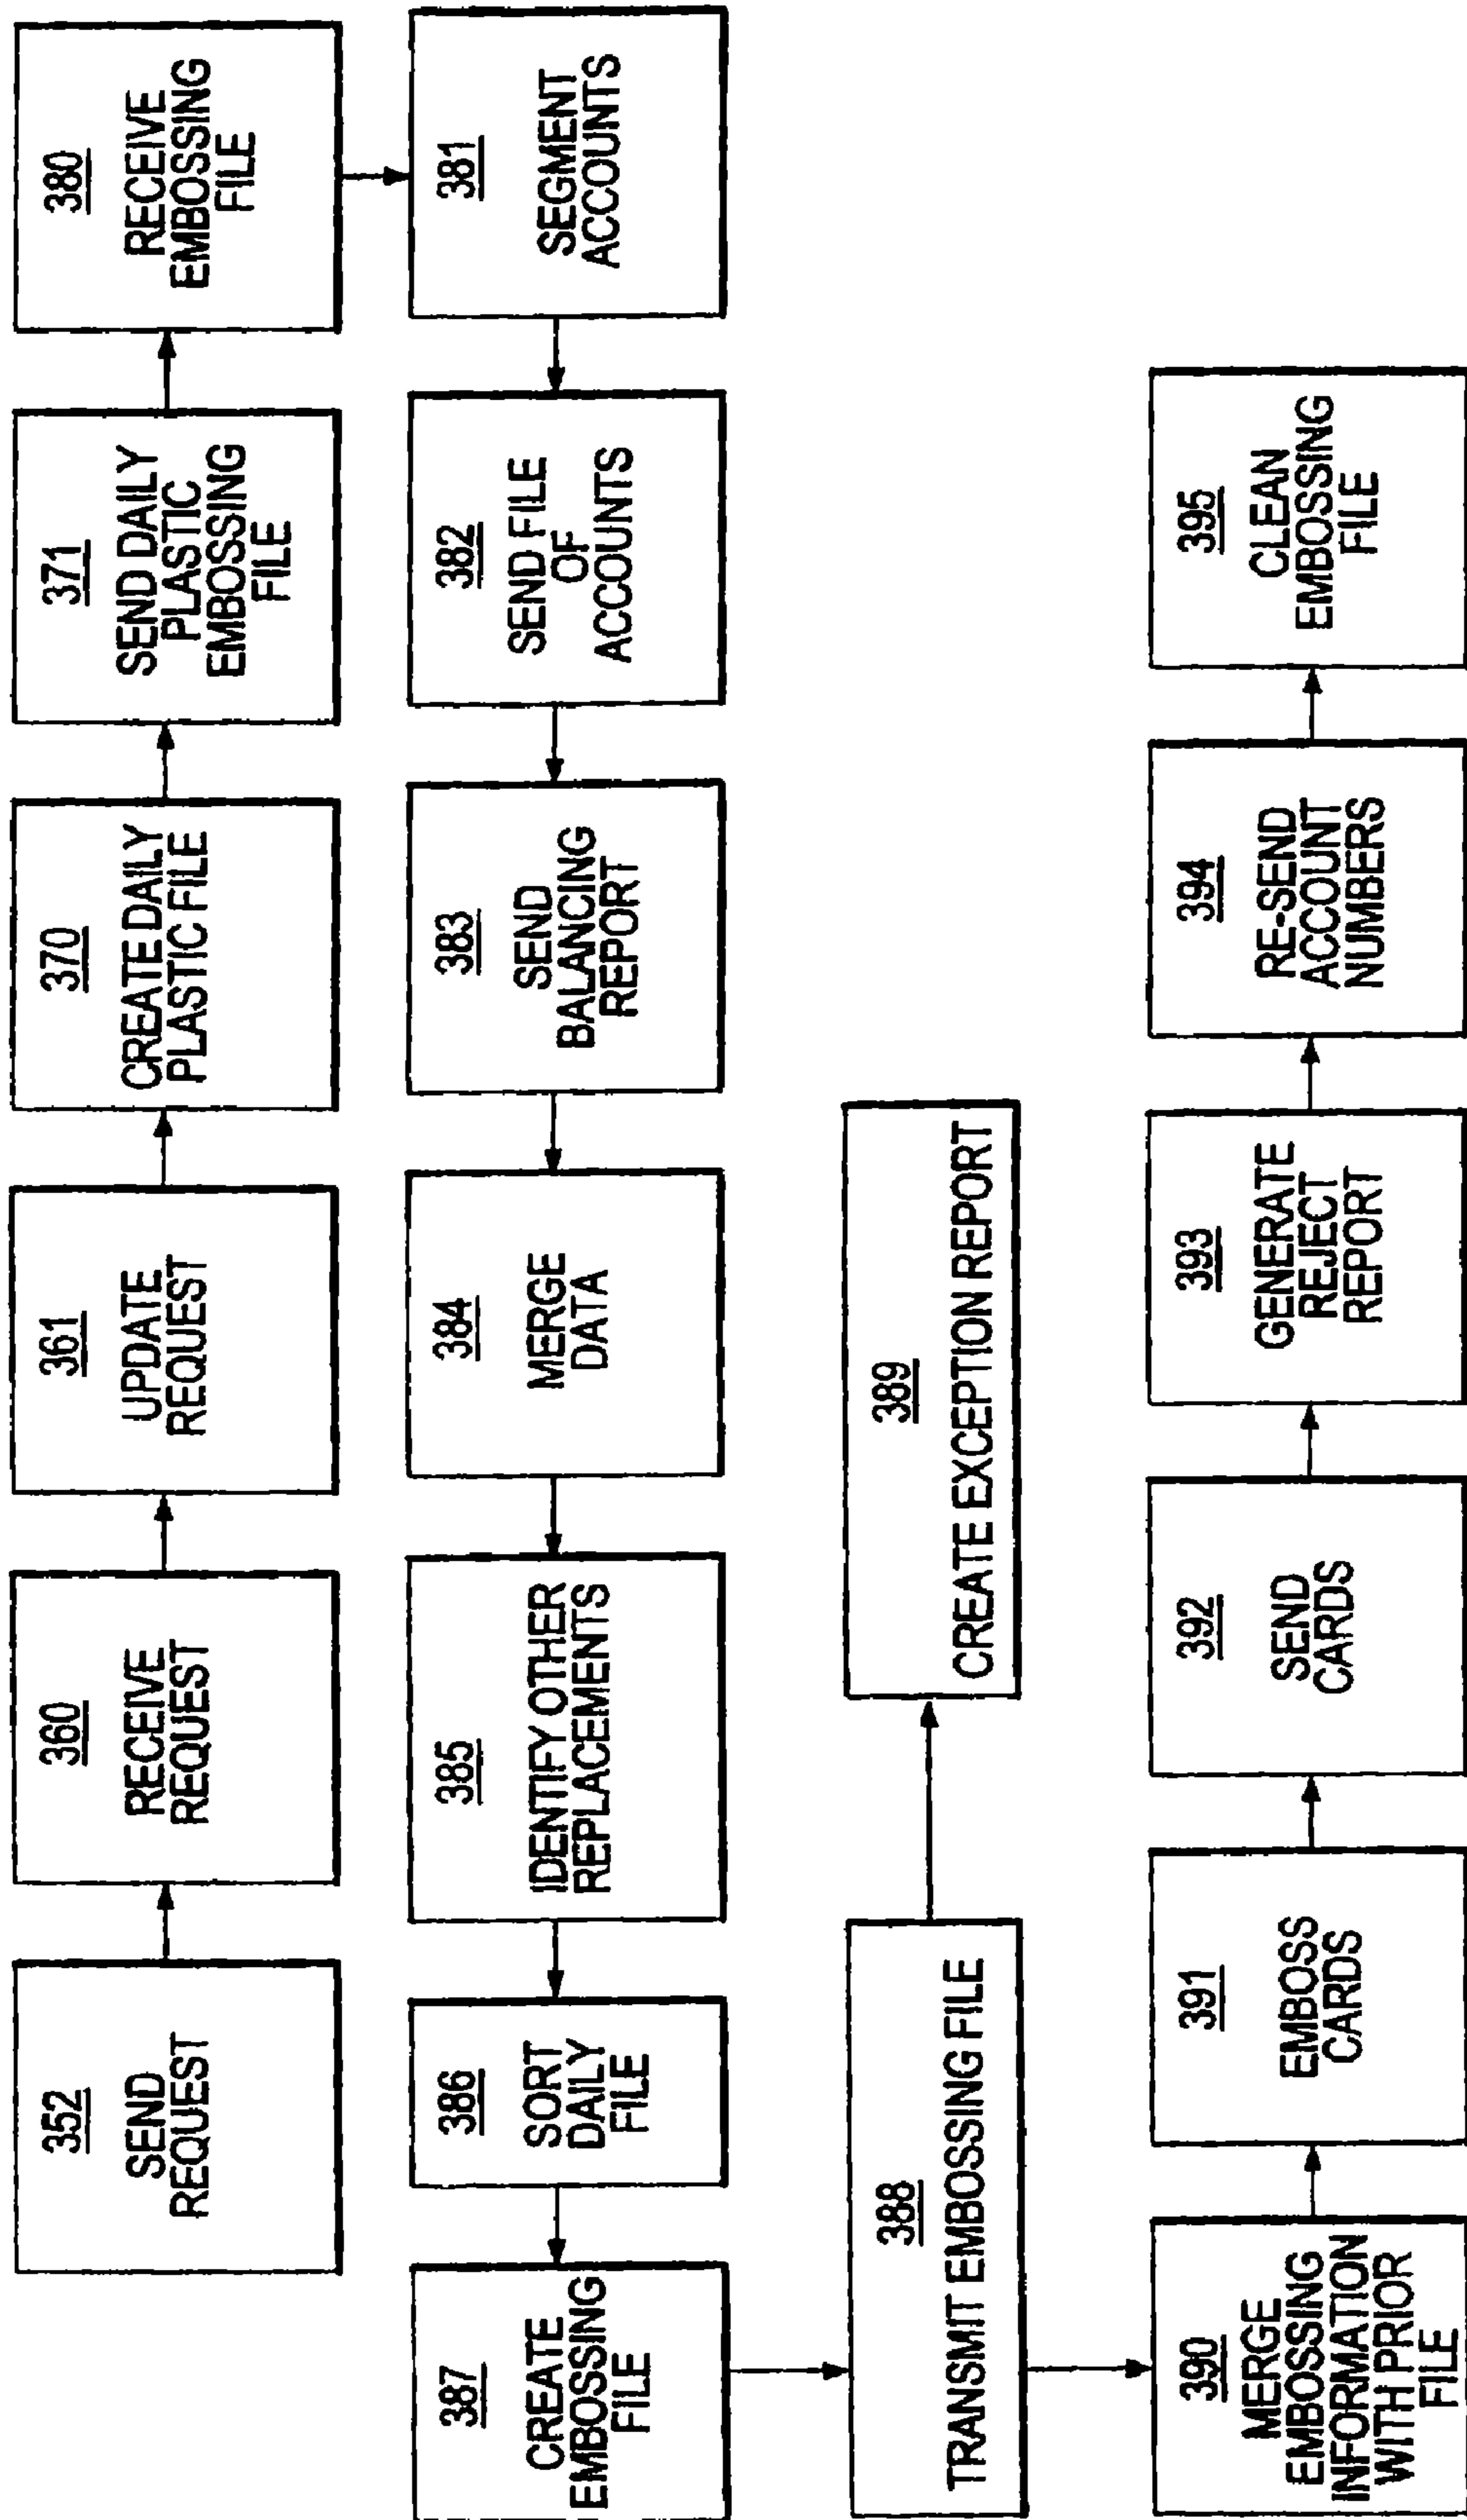 352
SEND
REQUEST
360
RECEIVE
REQUEST
361
UPDATE
REQUEST
370
CREATE DAILY
PLASTIC FILE
371
SEND DAILY
PLASTIC
EMBOSSING
FILE
380
RECEIVE
EMBOSSING
FILE
381
SEGMENT
ACCOUNTS
382
SEND FILE
OF
ACCOUNTS
383
SEND
BALANCING
REPORT
384
MERGE
DATA
385
IDENTIFY OTHER
REPLACEMENTS
386
SORT
DAILY
FILE
387
CREATE
EMBOSSING
FILE
388
TRANSMIT EMBOSSING FILE
389
CREATE EXCEPTION REPORT
390
MERGE
EMBOSSING
INFORMATION
WITH PRIOR
FILE
391
EMBOSS
CARDS
392
SEND
CARDS
393
GENERATE
REJECT
REPORT
394
RE-SEND
ACCOUNT
NUMBERS
395
CLEAN
EMBOSSING
FILE